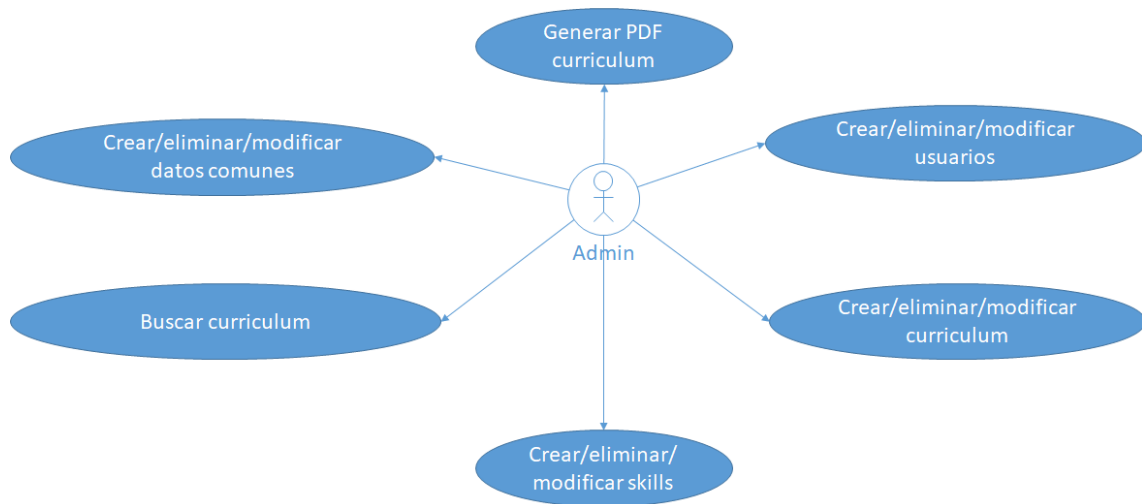 Generar PDF
curriculum
Crear/eliminar/modificar
datos comunes
Crear/eliminar/modificar
usuarios
Admin
Buscar curriculum
Crear/eliminar/modificar
curriculum
Crear/eliminar/
modificar skills